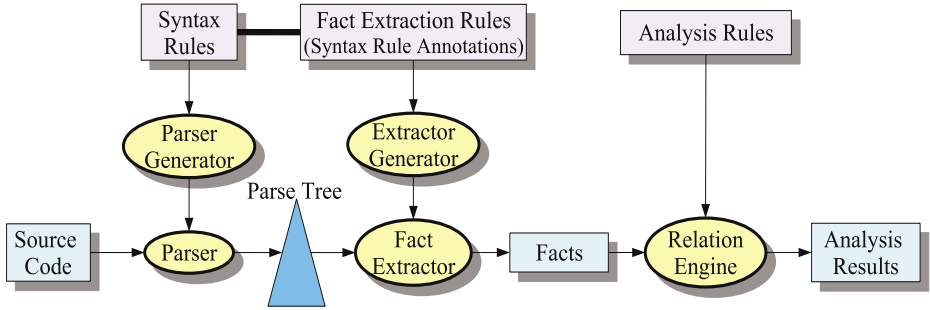 Syntax
Rules
Fact Extraction Rules
(Syntax Rule Annotations)
Analysis Rules
Parser
Generator
Extractor
Generator
Parse Tree
Source
Code
Parser
Fact
Extractor
Facts
Relation
Engine
Analysis
Results